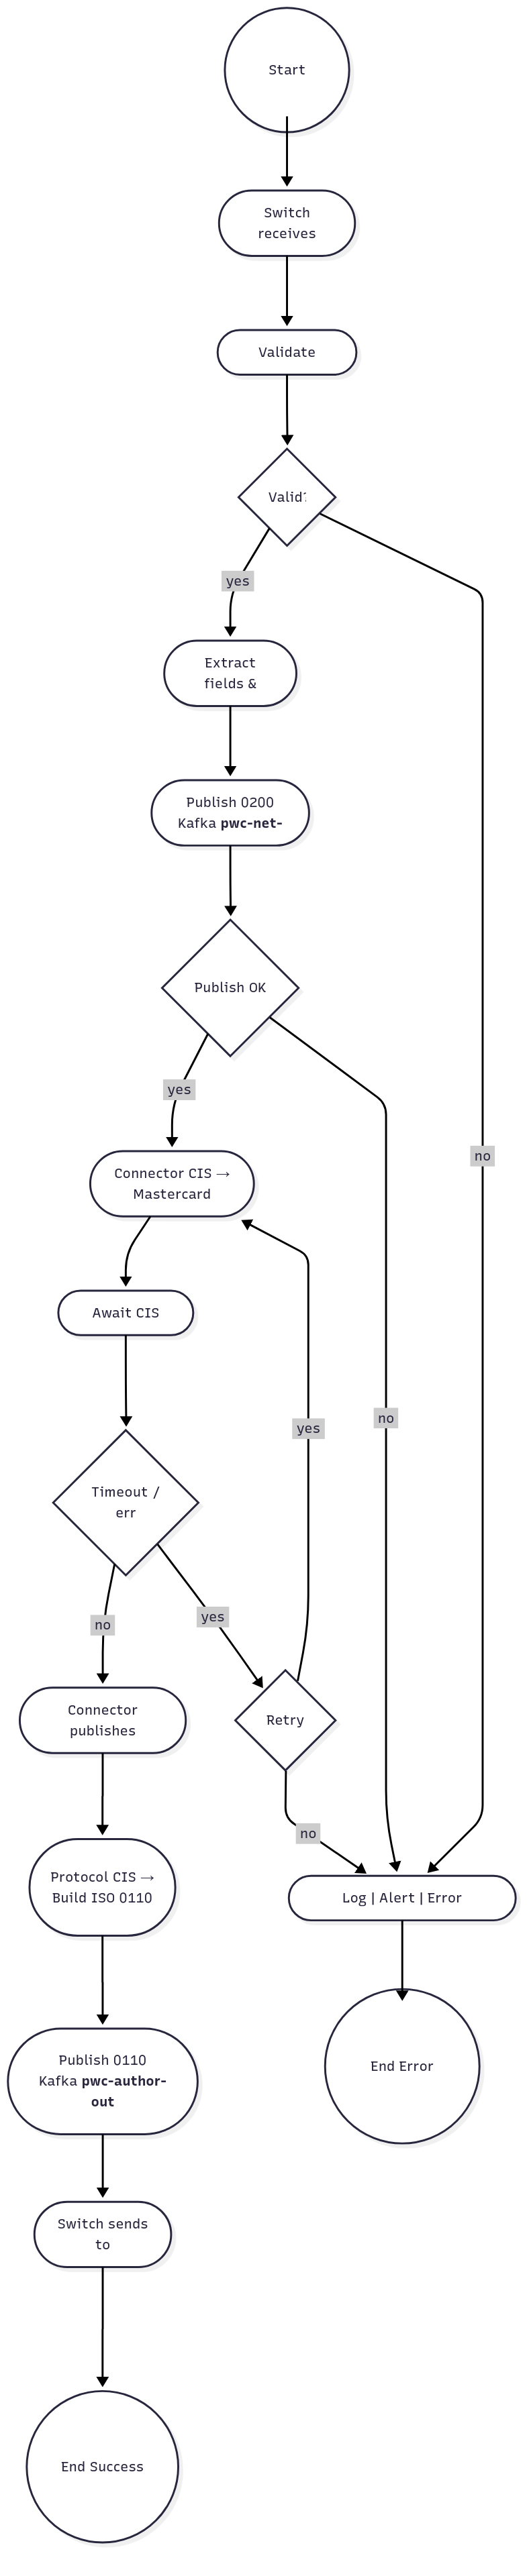 Start
Switch
receives
Validate
Valid?
yes
Extract
fields &
Publish 0200
Kafka pwc-net-
Publish OK
yes
no
Connector CIS →
Mastercard
Await CIS
no
yes
Timeout /
err
yes
no
Connector
publishes
Retry
no
Protocol CIS →
Build ISO 0110
Log | Alert | Error
Publish 0110
Kafka pwc-author-
out
End Error
Switch sends
to
End Success